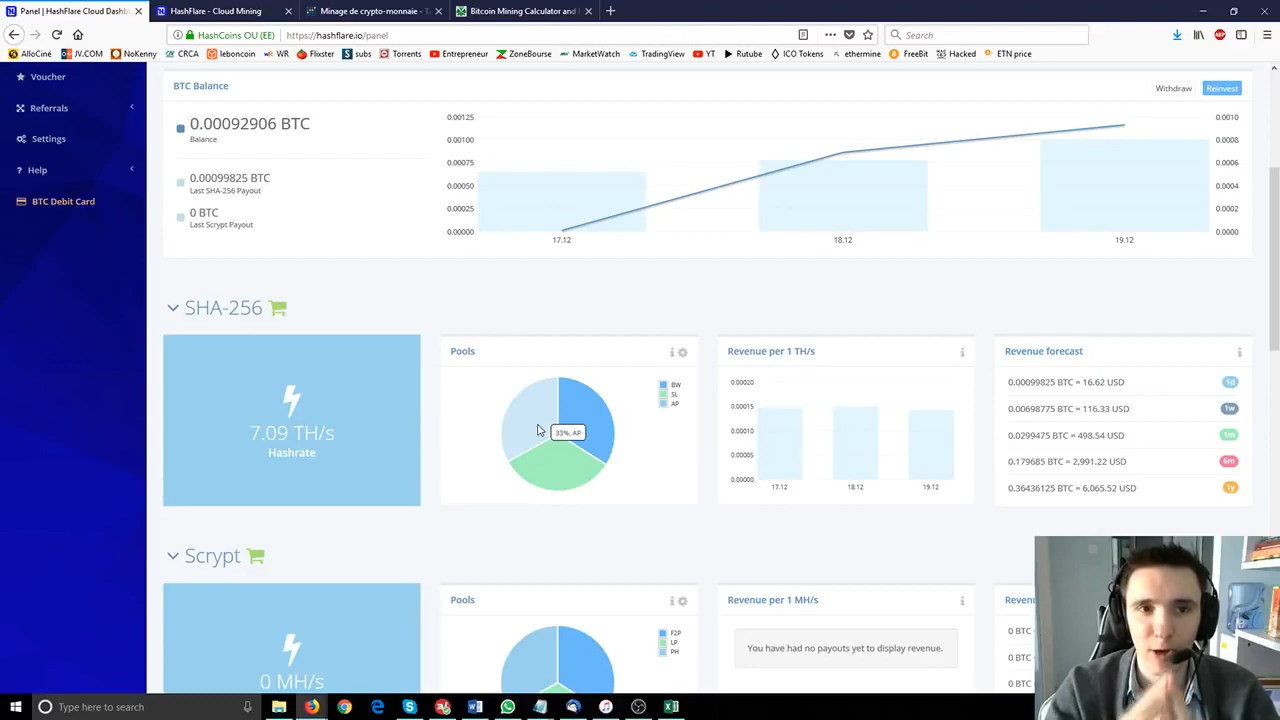 Panel | HashFlare Cloud Dashb
HashFlare - Cloud Mining
Minage de crypto-monnaie -
Bitcoin Mining Calculator and
HashCoins OU (EE)
https://hashflare.io/panel
Search
AlloCiné
JV.COM
NoKenny
CRCA
leboncoin
WR
Flixster
subs
Torrents
Entrepreneur
ZoneBourse
MarketWatch
TradingView
YT
Rutube
ICO Tokens
ethermine
FreeBit
Hacked
ETN price
Voucher
Referrals
Settings
Help
BTC Debit Card
BTC Balance
Withdraw
Reinvest
0.00092906 BTC
Balance
0.00099825 BTC
Last SHA-256 Payout
0 BTC
Last Scrypt Payout
0.00125
0.00100
0.00075
0.00050
0.00025
0.00000
0.0010
0.0008
0.0006
0.0004
0.0002
0.0000
17.12
18.12
19.12
SHA-256
7.09 TH/s
Hashrate
Pools
BW
SL
AP
33%, AP
Revenue per 1 TH/s
0.00020
0.00015
0.00010
0.00005
0.00000
17.12
18.12
19.12
Revenue forecast
0.00099825 BTC = 16.62 USD
1d
0.00698775 BTC = 116.33 USD
1w
0.0299475 BTC = 498.54 USD
1m
0.179685 BTC = 2,991.22 USD
6m
0.36436125 BTC = 6,065.52 USD
1y
Scrypt
0 MH/s
Pools
F2P
LP
PH
Revenue per 1 MH/s
You have had no payouts yet to display revenue.
0 BTC
0 BTC
0 BTC
Type here to search